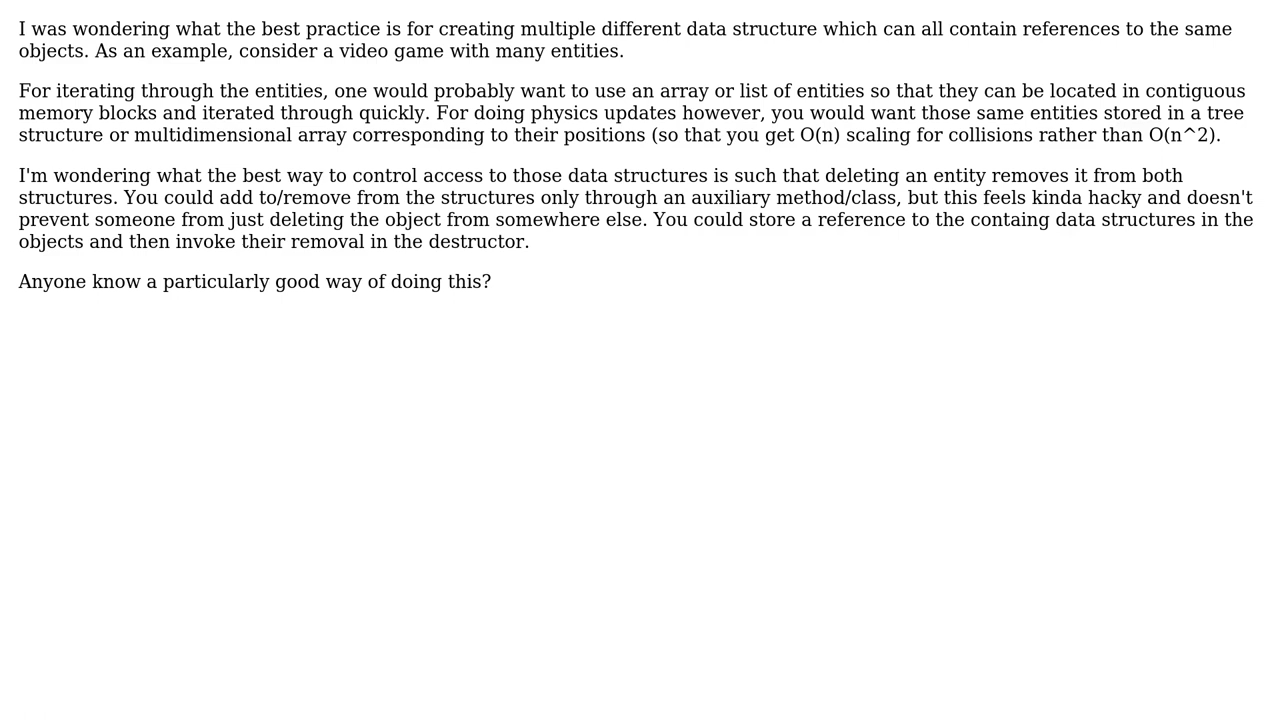 I was wondering what the best practice is for creating multiple different data structure which can all contain references to the same
objects. As an example, consider a video game with many entities.
For iterating through the entities, one would probably want to use an array or list of entities so that they can be located in contiguous
memory blocks and iterated through quickly. For doing physics updates however, you would want those same entities stored in a tree
structure or multidimensional array corresponding to their positions (so that you get O(n) scaling for collisions rather than O(n^2).
I'm wondering what the best way to control access to those data structures is such that deleting an entity removes it from both
structures. You could add to/remove from the structures only through an auxiliary method/class, but this feels kinda hacky and doesn't
prevent someone from just deleting the object from somewhere else. You could store a reference to the containg data structures in the
objects and then invoke their removal in the destructor.
Anyone know a particularly good way of doing this?